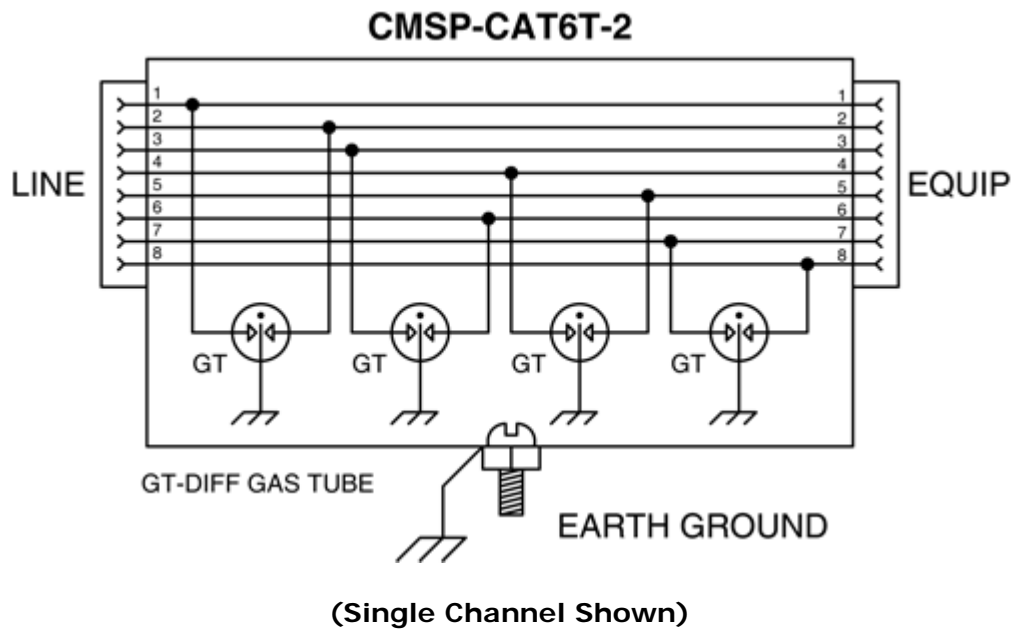 CMSP-CAT6T-2
1 1
2 2
3 3
4 4
5 5
6 6
7 7
8 8
LINE
EQUIP
GT GT GT GT
GT-DIFF GAS TUBE
EARTH GROUND
(Single Channel Shown)